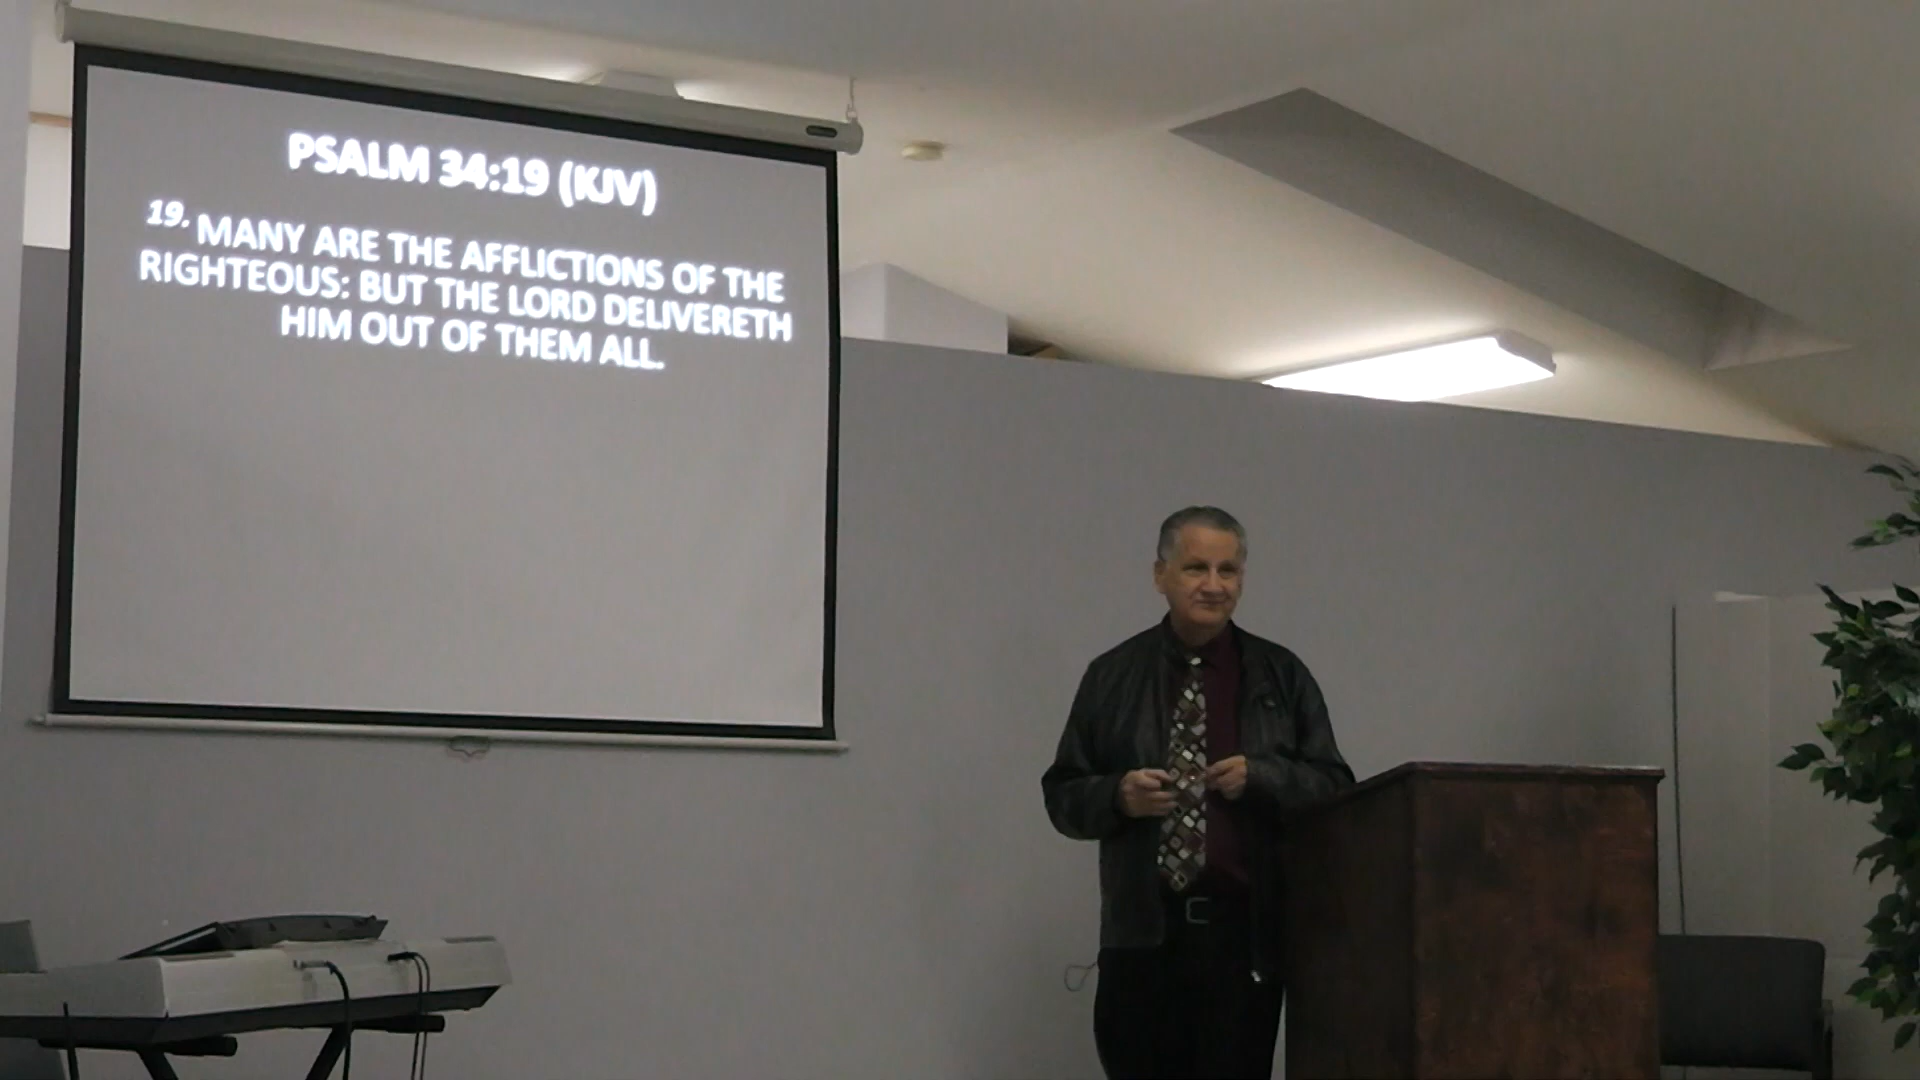 PSALM 34:19 (KJV)
19. MANY ARE THE AFFLICTIONS OF THE
RIGHTEOUS: BUT THE LORD DELIVERETH
HIM OUT OF THEM ALL.